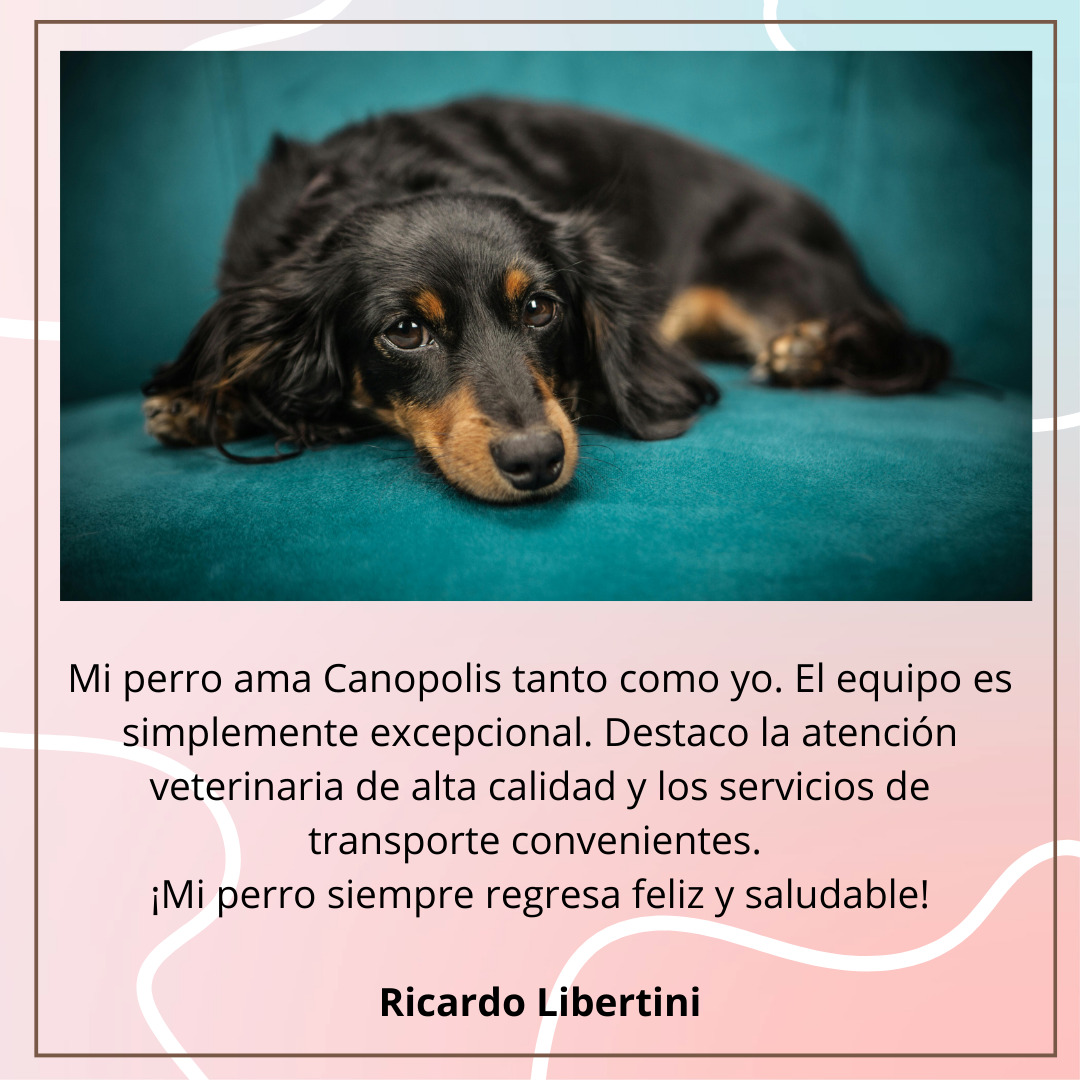 Mi perro ama Canopolis tanto como yo. El equipo es
simplemente excepcional. Destaco la atención
veterinaria de alta calidad y los servicios de
transporte convenientes.
¡Mi perro siempre regresa feliz y saludable!
Ricardo Libertini